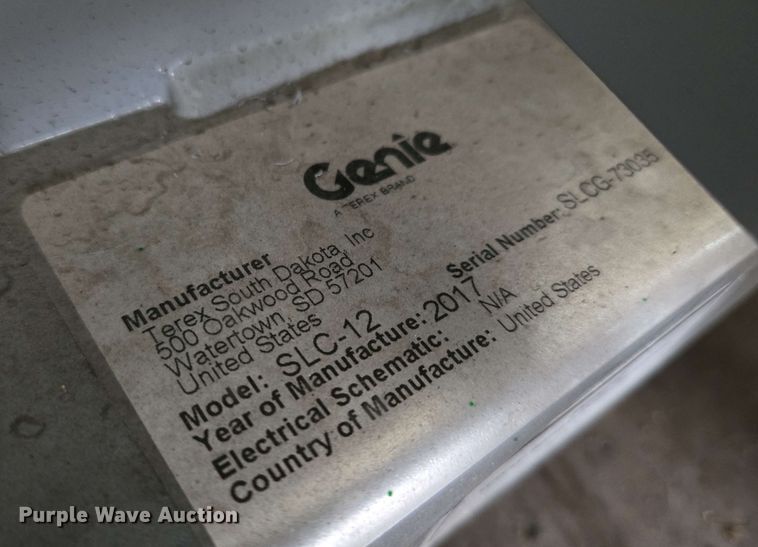 Genie
A TEREX BRAND
Manufacturer
Terex South Dakota, Inc
500 Oakwood Road
Watertown, SD 57201
United States
Model: SLC-12
Serial Number: SLCG-73035
Year of Manufacture: 2017
Electrical Schematic: N/A
Country of Manufacture: United States
Purple Wave Auction